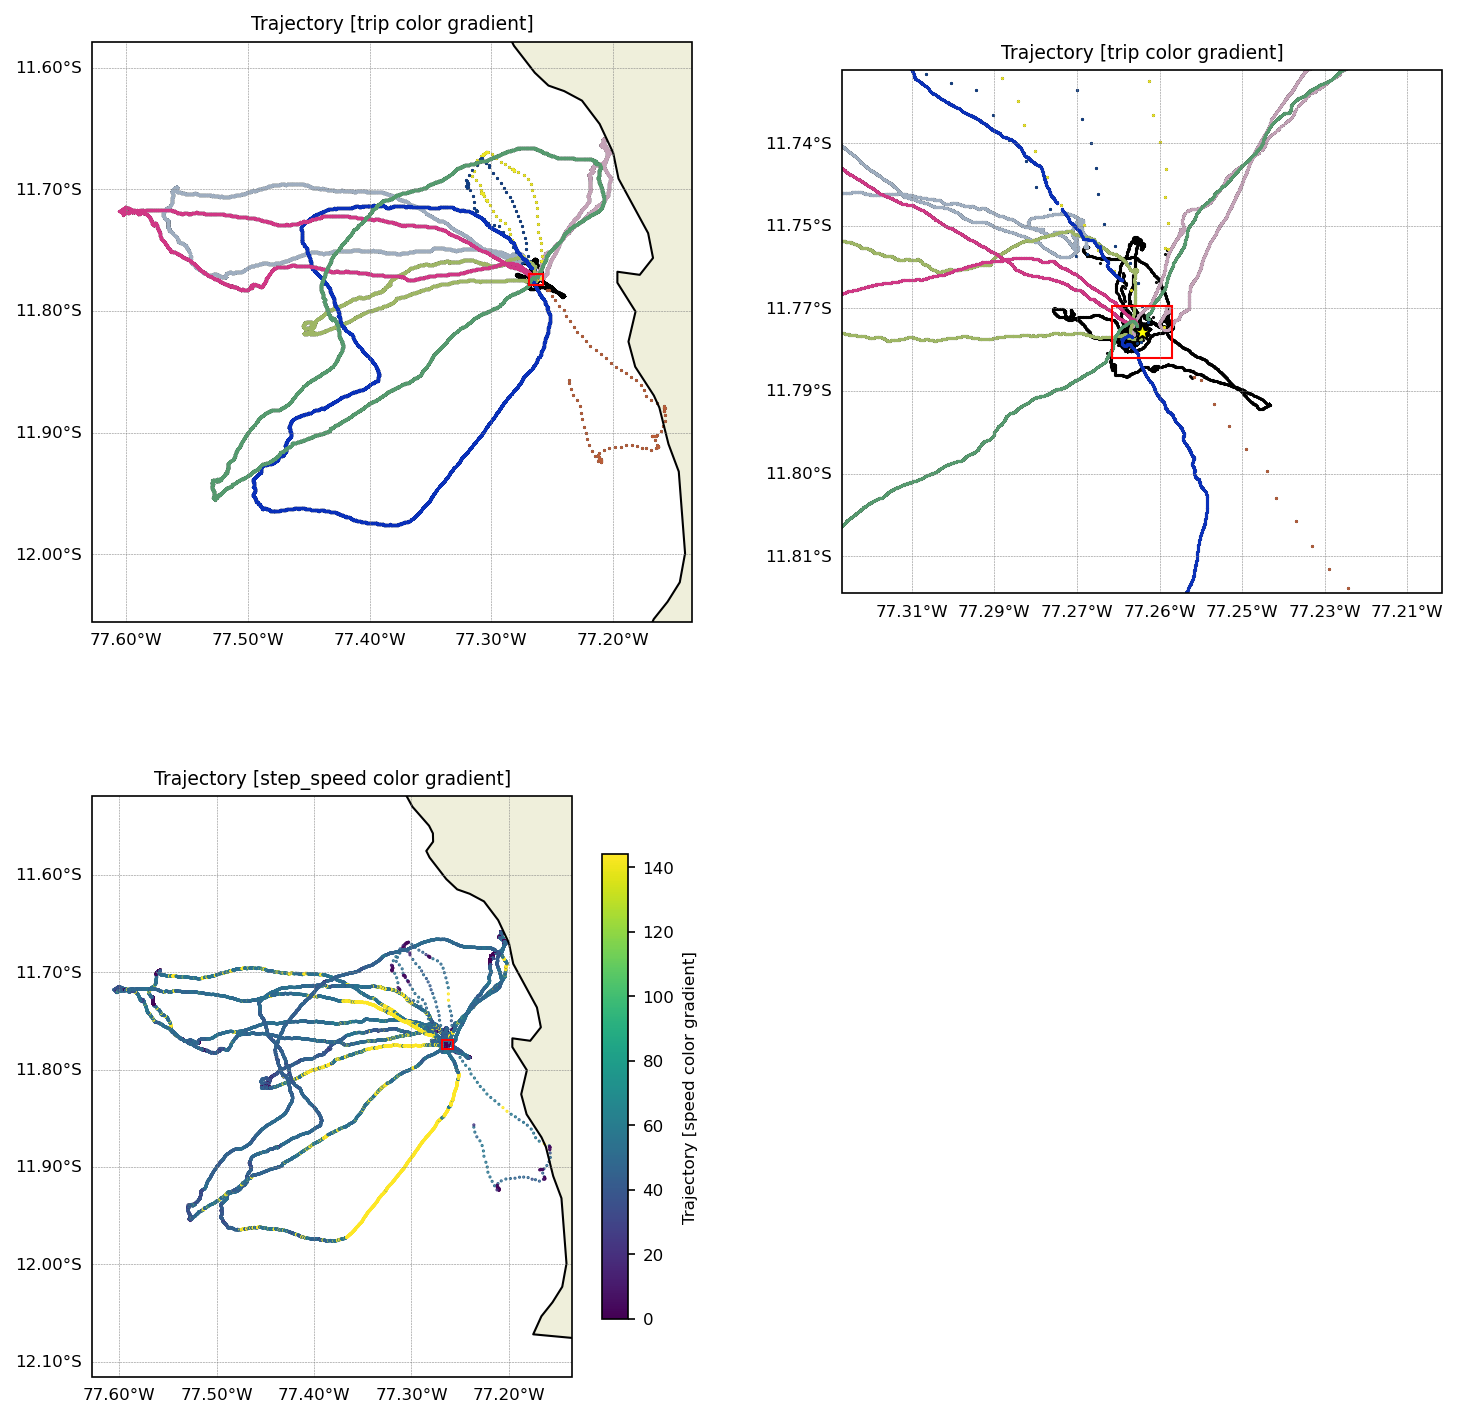 Trajectory [trip color gradient]
11.60°S
11.70°S
11.80°S
11.90°S
12.00°S
77.60°W 77.50°W 77.40°W 77.30°W 77.20°W
Trajectory [trip color gradient]
11.74°S
11.75°S
11.77°S
11.79°S
11.80°S
11.81°S
77.31°W 77.29°W 77.27°W 77.26°W 77.25°W 77.23°W 77.21°W
Trajectory [step_speed color gradient]
11.60°S
11.70°S
11.80°S
11.90°S
12.00°S
12.10°S
77.60°W 77.50°W 77.40°W 77.30°W 77.20°W
140
120
100
80
60
40
20
0
Trajectory [speed color gradient]